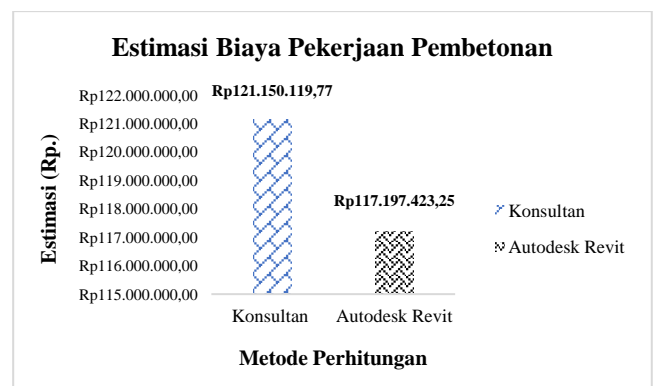 Estimasi Biaya Pekerjaan Pembetonan
Rp122.000.000,00
Rp121.000.000,00
Rp120.000.000,00
Rp119.000.000,00
Rp118.000.000,00
Rp117.000.000,00
Rp116.000.000,00
Rp115.000.000,00
Estimasi (Rp.)
Rp121.150.119,77
Rp117.197.423,25
Konsultan
Autodesk Revit
Metode Perhitungan
Konsultan
Autodesk Revit